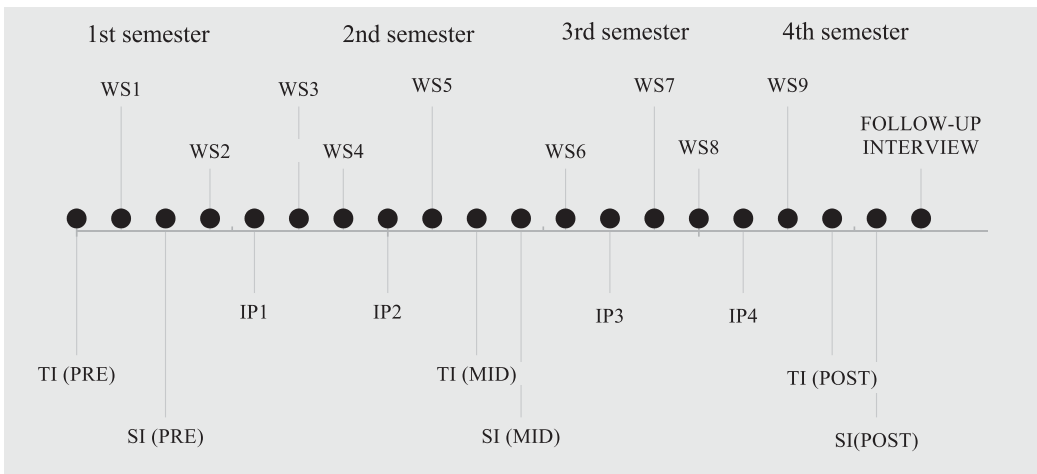 1st semester 2nd semester 3rd semester 4th semester
WS1 WS3 WS5 WS7 WS9
FOLLOW-UP
INTERVIEW
WS2 WS4 WS6 WS8
IP1 IP2 IP3 IP4
TI (PRE) TI (MID) TI (POST)
SI (PRE) SI (MID) SI(POST)